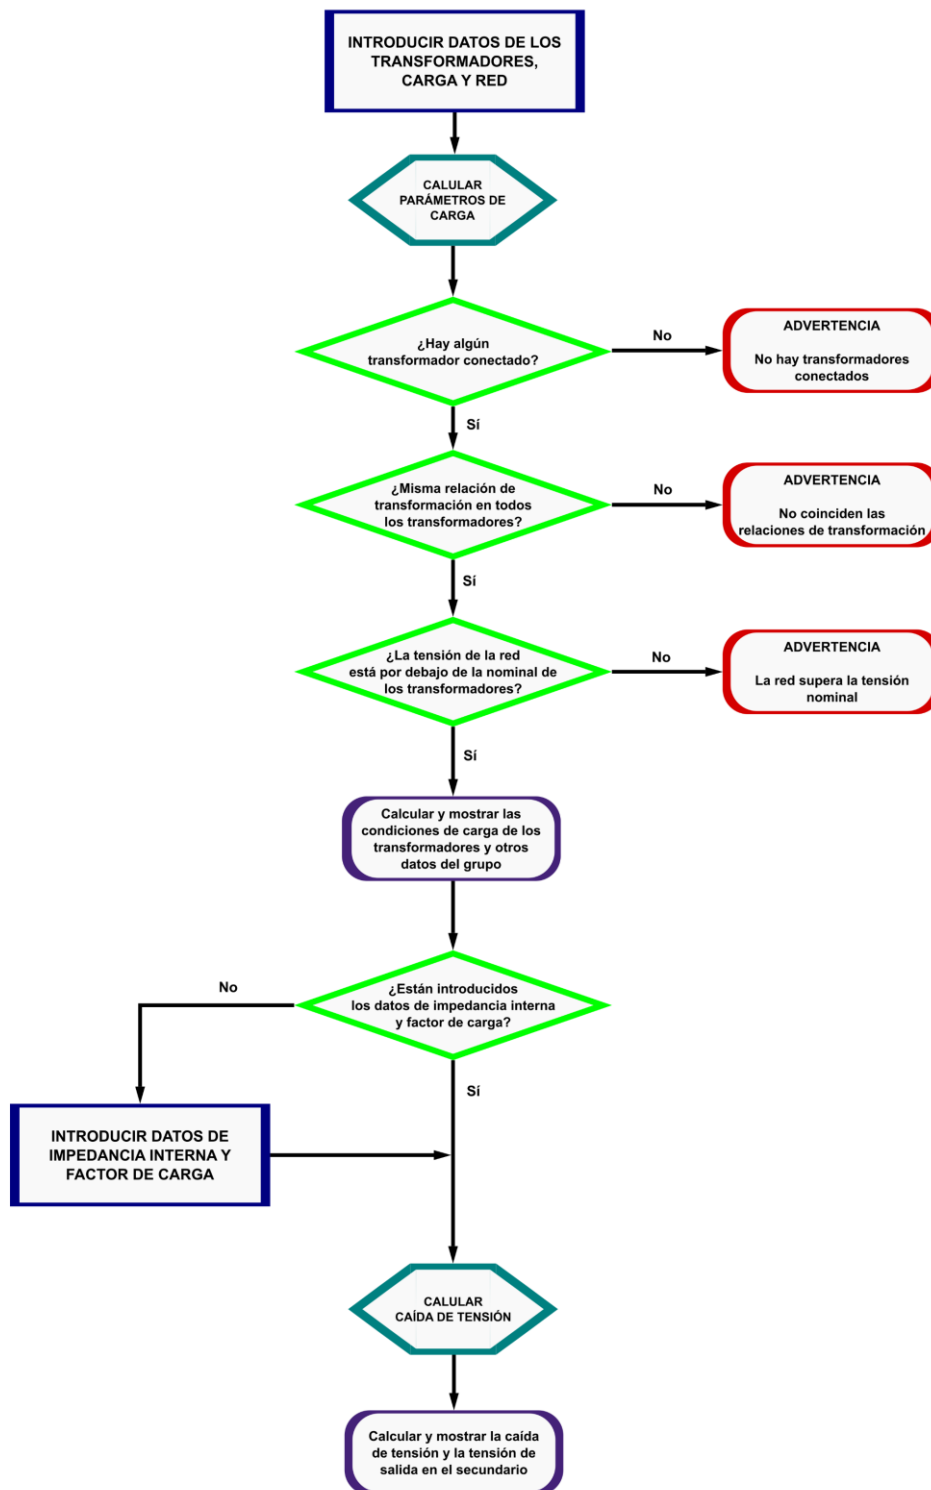 INTRODUCIR DATOS DE LOS
TRANSFORMADORES,
CARGA Y RED
CALULAR
PARÁMETROS DE
CARGA
¿Hay algún
transformador conectado?
No
ADVERTENCIA
No hay transformadores
conectados
Sí
¿Misma relación de
transformación en todos
los transformadores?
No
ADVERTENCIA
No coinciden las
relaciones de transformación
Sí
¿La tensión de la red
está por debajo de la nominal de
los transformadores?
No
ADVERTENCIA
La red supera la tensión
nominal
Sí
Calcular y mostrar las
condiciones de carga de los
transformadores y otros
datos del grupo
¿Están introducidos
los datos de impedancia interna
y factor de carga?
No
Sí
INTRODUCIR DATOS DE
IMPEDANCIA INTERNA Y
FACTOR DE CARGA
CALULAR
CAÍDA DE TENSIÓN
Calcular y mostrar la caída
de tensión y la tensión de
salida en el secundario